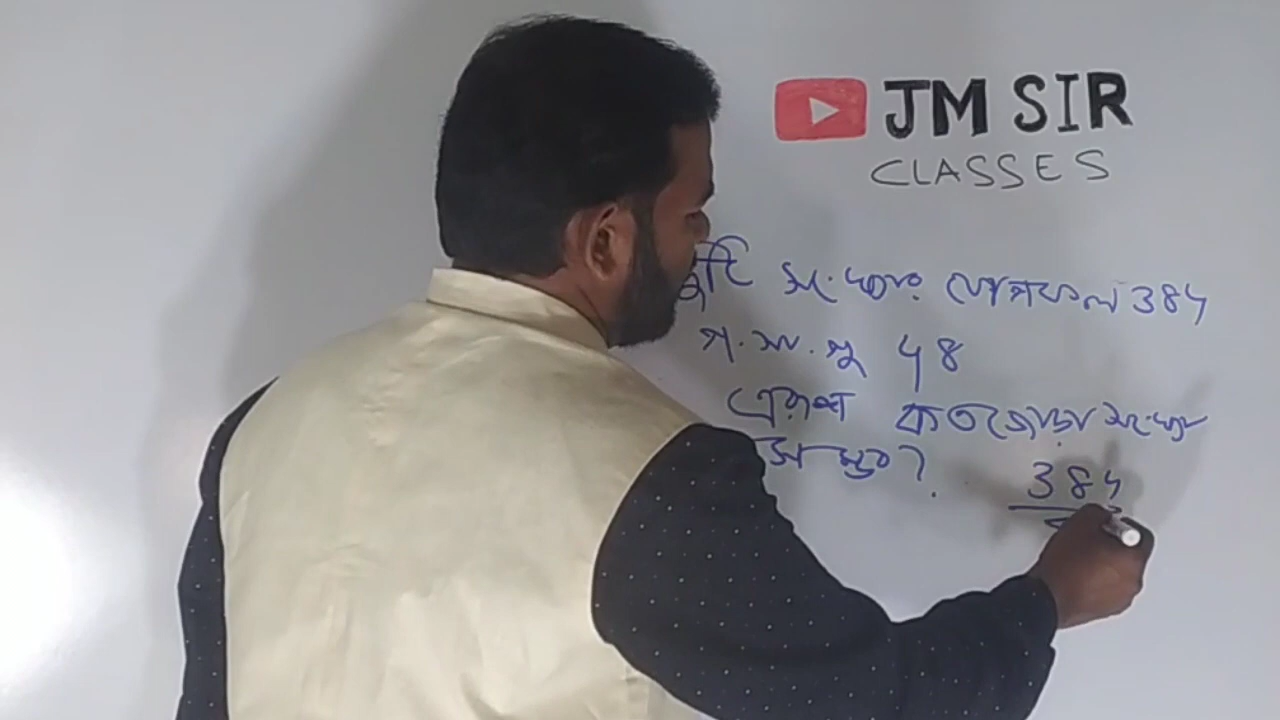 JM SIR
CLASSES
দুটি সংখ্যার যোগফল 384
গ.সা.গু 48
এরূপ কতজোড়া সংখ্যা
সম্ভব?
384